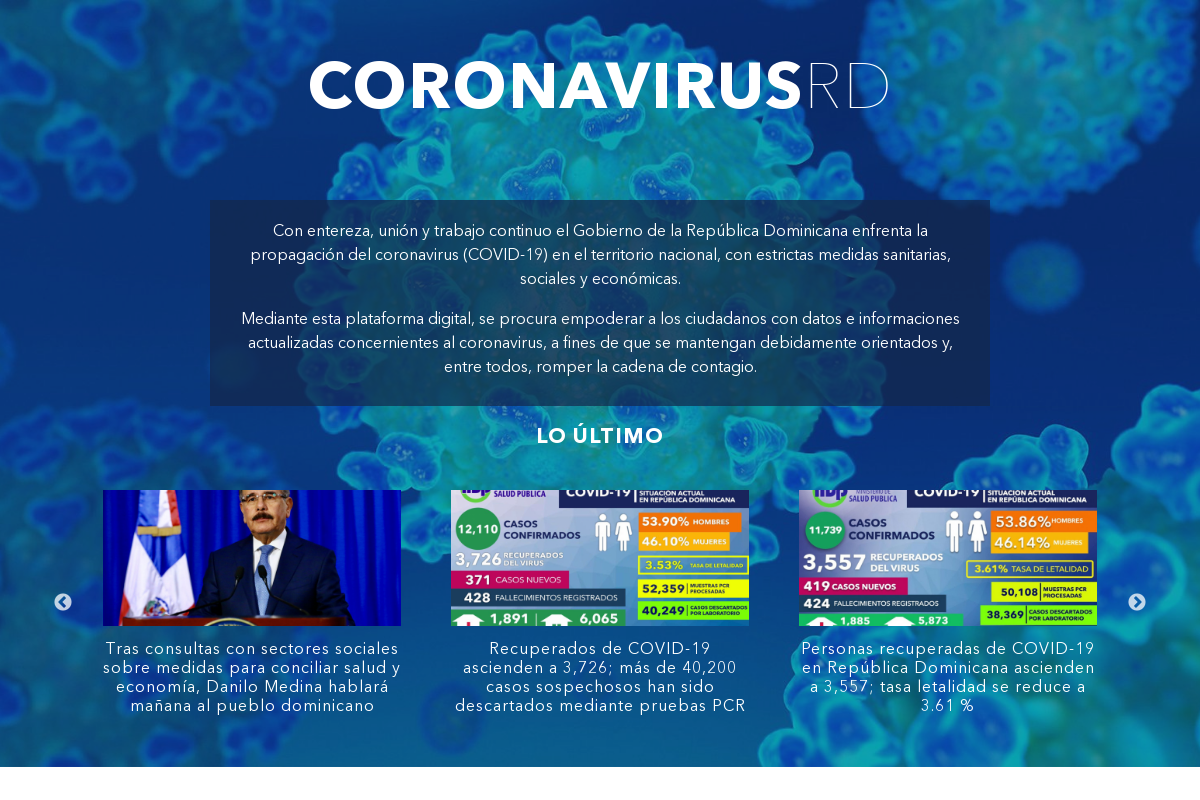 CORONAVIRUSRD
Con entereza, unión y trabajo continuo el Gobierno de la República Dominicana enfrenta la
propagación del coronavirus (COVID-19) en el territorio nacional, con estrictas medidas sanitarias,
sociales y económicas.
Mediante esta plataforma digital, se procura empoderar a los ciudadanos con datos e informaciones
actualizadas concernientes al coronavirus, a fines de que se mantengan debidamente orientados y,
entre todos, romper la cadena de contagio.
LO ÚLTIMO
Tras consultas con sectores sociales
sobre medidas para conciliar salud y
economía, Danilo Medina hablará
mañana al pueblo dominicano
SALUD PÚBLICA
COVID-19
SITUACIÓN ACTUAL
EN REPÚBLICA DOMINICANA
12,110
CASOS
CONFIRMADOS
53.90% HOMBRES
46.10% MUJERES
3,726 RECUPERADOS
DEL VIRUS
3.53% TASA DE LETALIDAD
371 CASOS NUEVOS
52,359 MUESTRAS PCR
PROCESADAS
428 FALLECIMIENTOS REGISTRADOS
40,249 CASOS DESCARTADOS
POR LABORATORIO
1,891
6,065
Recuperados de COVID-19
ascienden a 3,726; más de 40,200
casos sospechosos han sido
descartados mediante pruebas PCR
SALUD PÚBLICA
COVID-19
SITUACIÓN ACTUAL
EN REPÚBLICA DOMINICANA
11,739
CASOS
CONFIRMADOS
53.86% HOMBRES
46.14% MUJERES
3,557 RECUPERADOS
DEL VIRUS
3.61% TASA DE LETALIDAD
419 CASOS NUEVOS
50,108 MUESTRAS PCR
PROCESADAS
424 FALLECIMIENTOS REGISTRADOS
38,369 CASOS DESCARTADOS
POR LABORATORIO
1,885
5,873
Personas recuperadas de COVID-19
en República Dominicana ascienden
a 3,557; tasa letalidad se reduce a
3.61 %